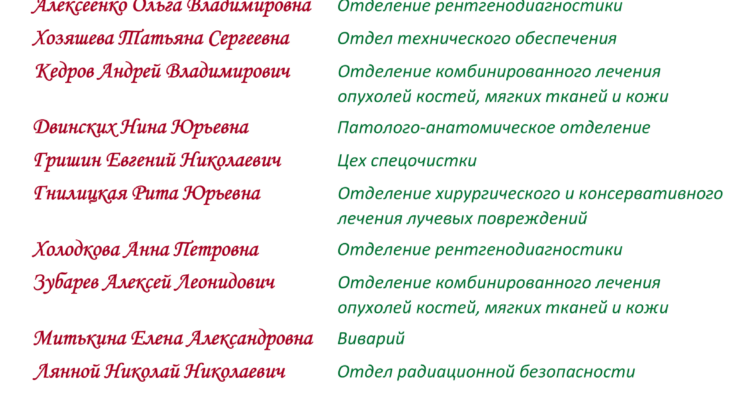 Алексеенко Ольга Владимировна Отделение рентгенодиагностики
Хозяшева Татьяна Сергеевна Отдел технического обеспечения
Кедров Андрей Владимирович Отделение комбинированного лечения
опухолей костей, мягких тканей и кожи
Двинских Нина Юрьевна Патолого-анатомическое отделение
Гришин Евгений Николаевич Цех спецочистки
Гнилицкая Рита Юрьевна Отделение хирургического и консервативного
лечения лучевых повреждений
Холодкова Анна Петровна Отделение рентгенодиагностики
Зубарев Алексей Леонидович Отделение комбинированного лечения
опухолей костей, мягких тканей и кожи
Митькина Елена Александровна Виварий
Лянной Николай Николаевич Отдел радиационной безопасности